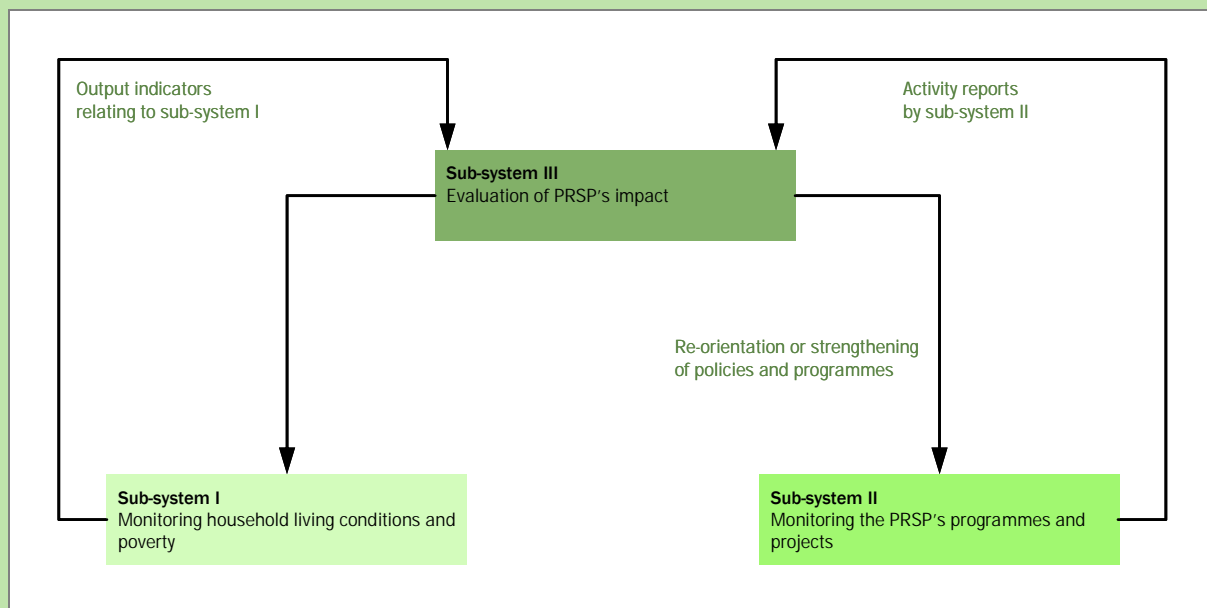 Output indicators
relating to sub-system I
Activity reports
by sub-system II
Sub-system III
Evaluation of PRSP's impact
Re-orientation or strengthening
of policies and programmes
Sub-system I
Monitoring household living conditions and
poverty
Sub-system II
Monitoring the PRSP's programmes and
projects